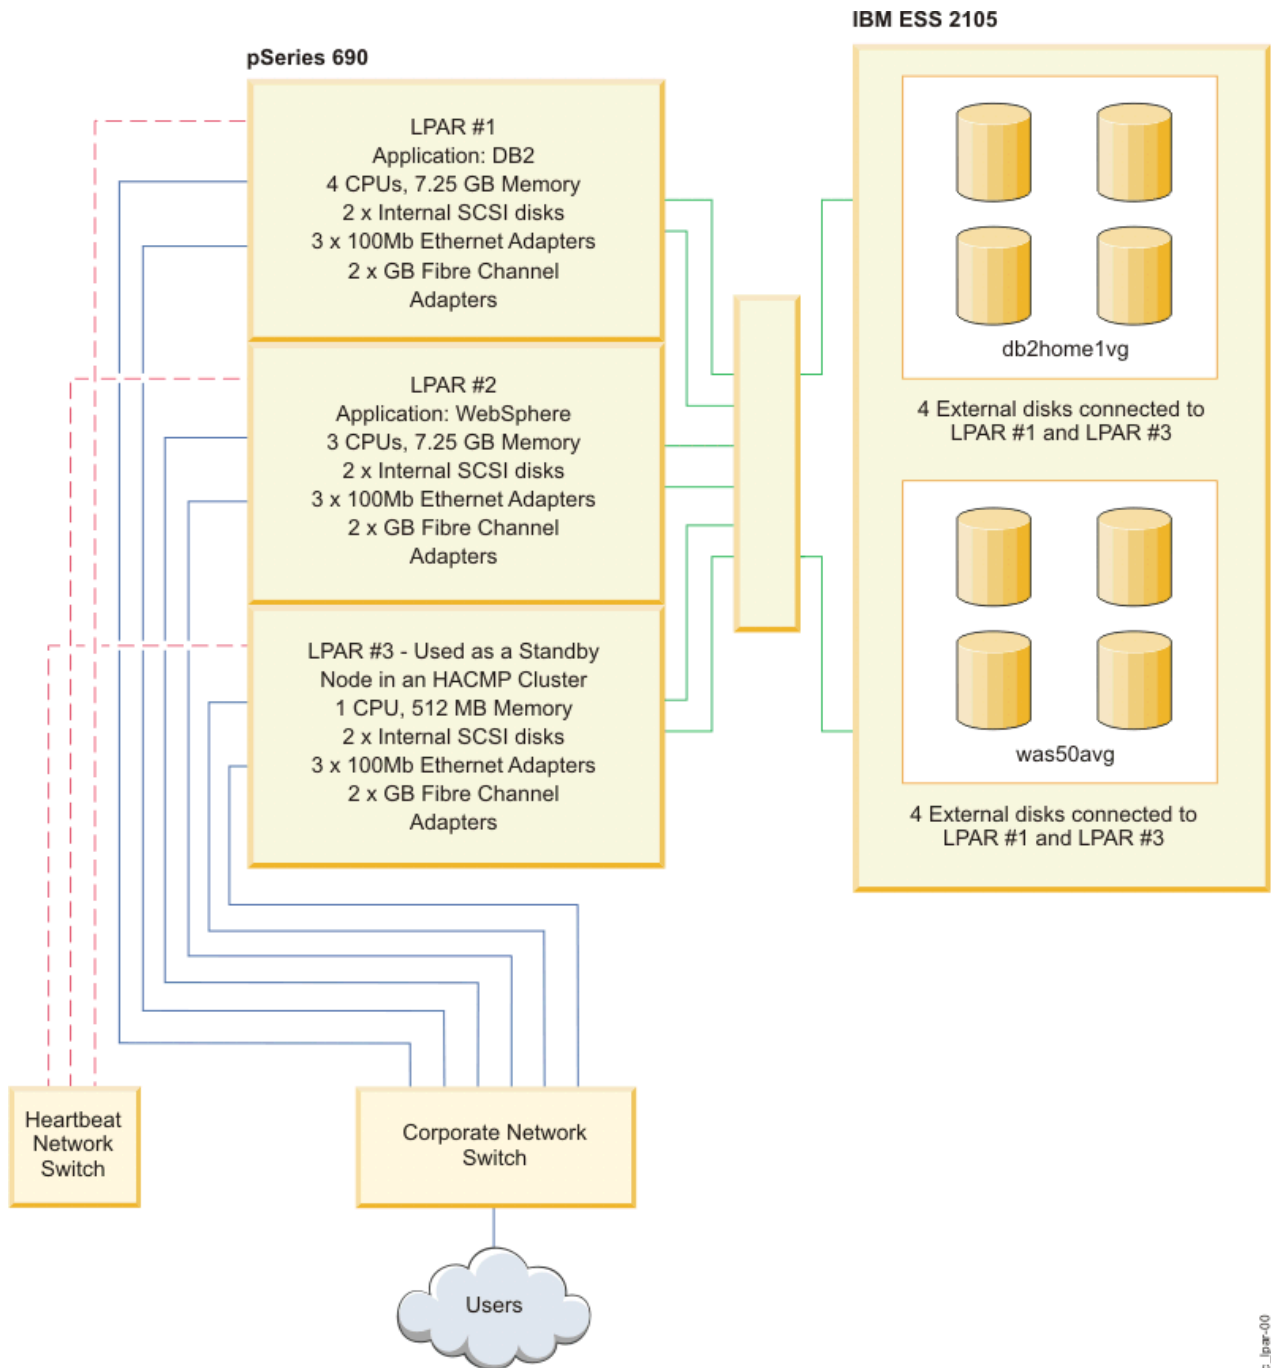 IBM ESS 2105
pSeries 690
LPAR #1
Application: DB2
4 CPUs, 7.25 GB Memory
2 x Internal SCSI disks
3 x 100Mb Ethernet Adapters
2 x GB Fibre Channel
Adapters
LPAR #2
Application: WebSphere
3 CPUs, 7.25 GB Memory
2 x Internal SCSI disks
3 x 100Mb Ethernet Adapters
2 x GB Fibre Channel
Adapters
LPAR #3 - Used as a Standby
Node in an HACMP Cluster
1 CPU, 512 MB Memory
2 x Internal SCSI disks
3 x 100Mb Ethernet Adapters
2 x GB Fibre Channel
Adapters
db2home1vg
4 External disks connected to
LPAR #1 and LPAR #3
was50avg
4 External disks connected to
LPAR #1 and LPAR #3
Heartbeat
Network
Switch
Corporate Network
Switch
Users
c_lpar-00